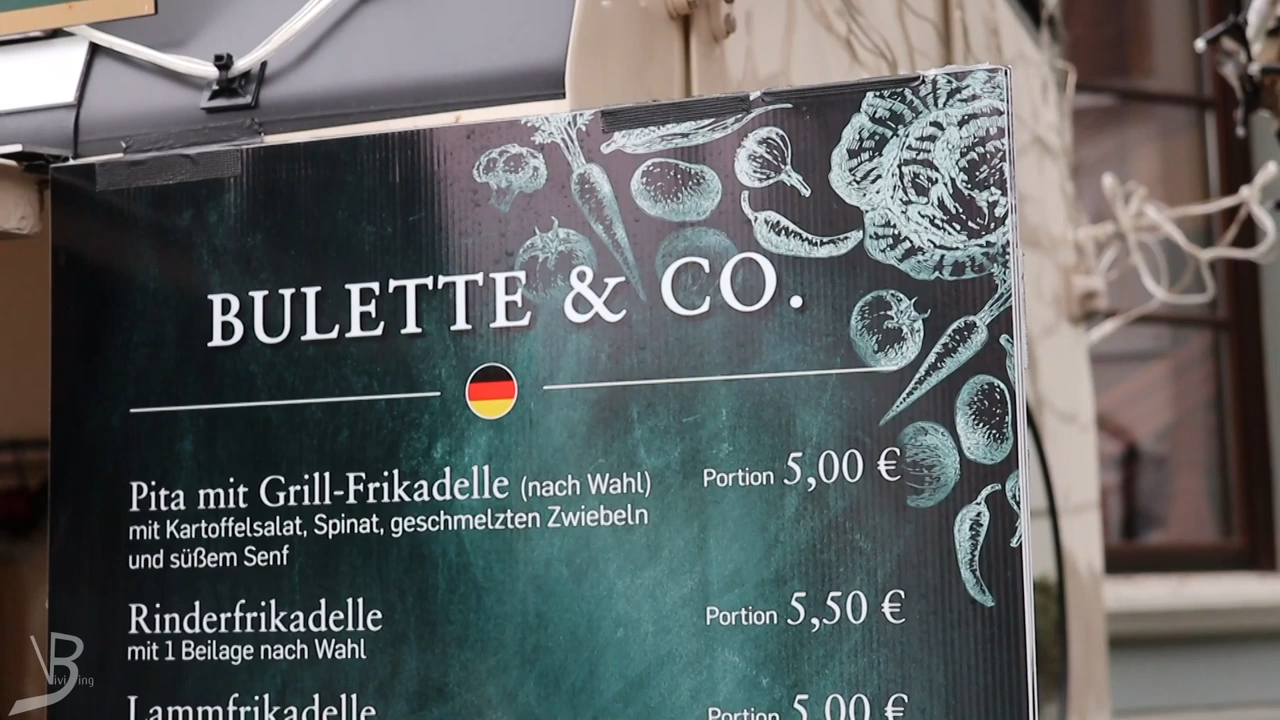 BULETTE & CO.
Pita mit Grill-Frikadelle (nach Wahl) Portion 5,00 €
mit Kartoffelsalat, Spinat, geschmelzten Zwiebeln
und süßem Senf
Rinderfrikadelle Portion 5,50 €
mit 1 Beilage nach Wahl
Lammfrikadelle Portion 5,00 €